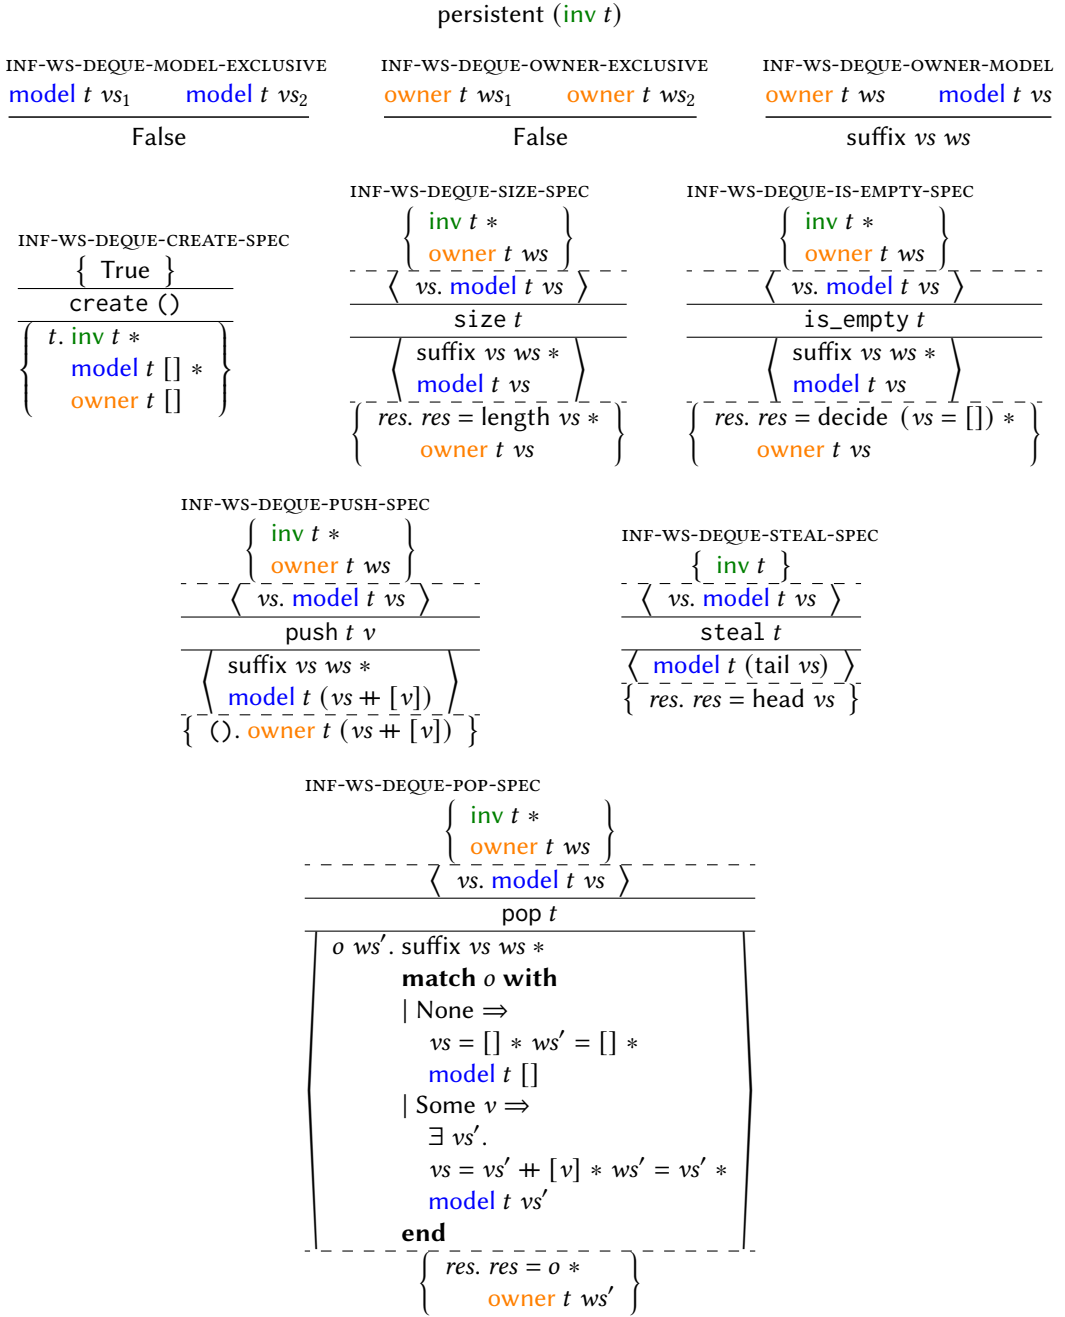 persistent (inv t)
INF-WS-DEQUE-MODEL-EXCLUSIVE
model t vs₁ model t vs₂
False
INF-WS-DEQUE-OWNER-EXCLUSIVE
owner t ws₁ owner t ws₂
False
INF-WS-DEQUE-OWNER-MODEL
owner t ws model t vs
suffix vs ws
INF-WS-DEQUE-CREATE-SPEC
{ True }
create ()
{ t. inv t *
model t [] *
owner t [] }
INF-WS-DEQUE-SIZE-SPEC
{ inv t *
owner t ws }
⟨ vs. model t vs ⟩
size t
⟨ suffix vs ws *
model t vs ⟩
{ res. res = length vs *
owner t vs }
INF-WS-DEQUE-IS-EMPTY-SPEC
{ inv t *
owner t ws }
⟨ vs. model t vs ⟩
is_empty t
⟨ suffix vs ws *
model t vs ⟩
{ res. res = decide (vs = []) *
owner t vs }
INF-WS-DEQUE-PUSH-SPEC
{ inv t *
owner t ws }
⟨ vs. model t vs ⟩
push t v
⟨ suffix vs ws *
model t (vs ++ [v]) ⟩
{ (). owner t (vs ++ [v]) }
INF-WS-DEQUE-STEAL-SPEC
{ inv t }
⟨ vs. model t vs ⟩
steal t
⟨ model t (tail vs) ⟩
{ res. res = head vs }
INF-WS-DEQUE-POP-SPEC
{ inv t *
owner t ws }
⟨ vs. model t vs ⟩
pop t
⟨ o ws′. suffix vs ws *
match o with
| None ⇒
vs = [] * ws′ = [] *
model t []
| Some v ⇒
∃ vs′.
vs = vs′ ++ [v] * ws′ = vs′ *
model t vs′
end ⟩
{ res. res = o *
owner t ws′ }